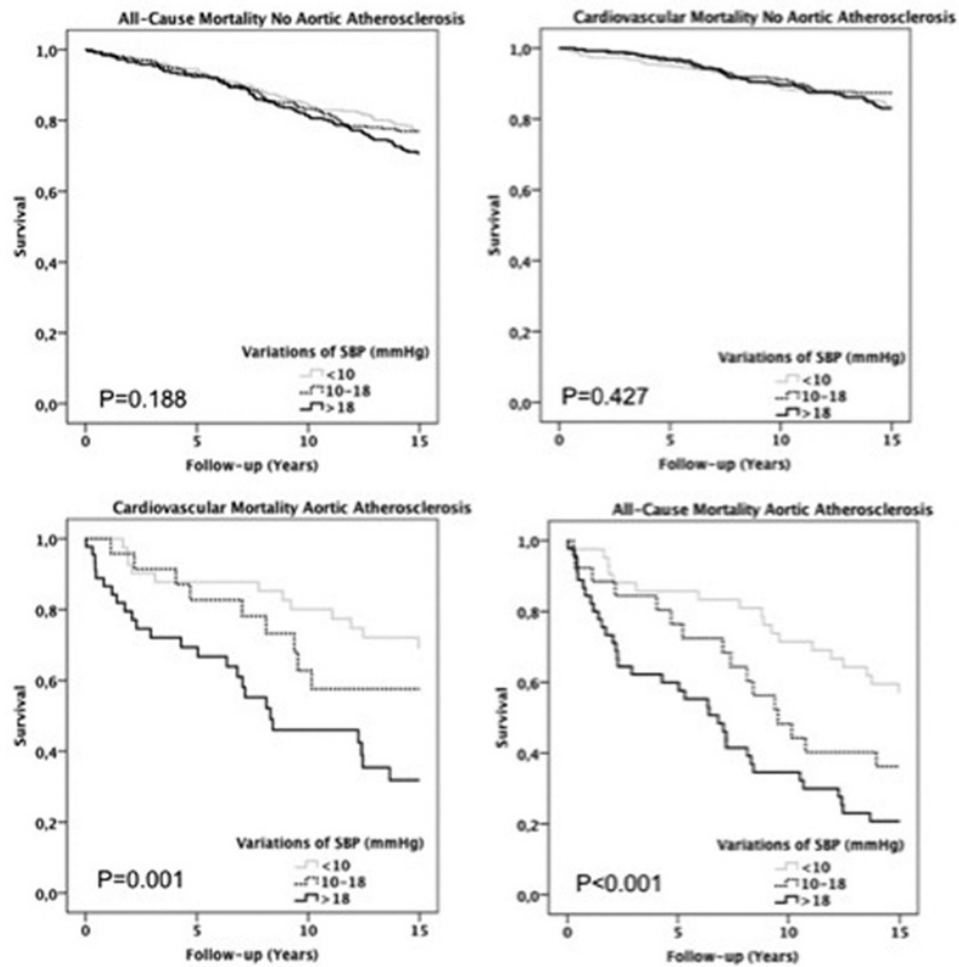 All-Cause Mortality No Aortic Atherosclerosis
1,0
0,8
0,6
0,4
0,2
0,0
Survival
Variations of SBP (mmHg)
<10
10-18
>18
P=0.188
0 5 10 15
Follow-up (Years)
Cardiovascular Mortality No Aortic Atherosclerosis
1,0
0,8
0,6
0,4
0,2
0,0
Survival
Variations of SBP (mmHg)
<10
10-18
>18
P=0.427
0 5 10 15
Follow-up (Years)
Cardiovascular Mortality Aortic Atherosclerosis
1,0
0,8
0,6
0,4
0,2
0,0
Survival
Variations of SBP (mmHg)
<10
10-18
>18
P=0.001
0 5 10 15
Follow-up (Years)
All-Cause Mortality Aortic Atherosclerosis
1,0
0,8
0,6
0,4
0,2
0,0
Survival
Variations of SBP (mmHg)
<10
10-18
>18
P<0.001
0 5 10 15
Follow-up (Years)